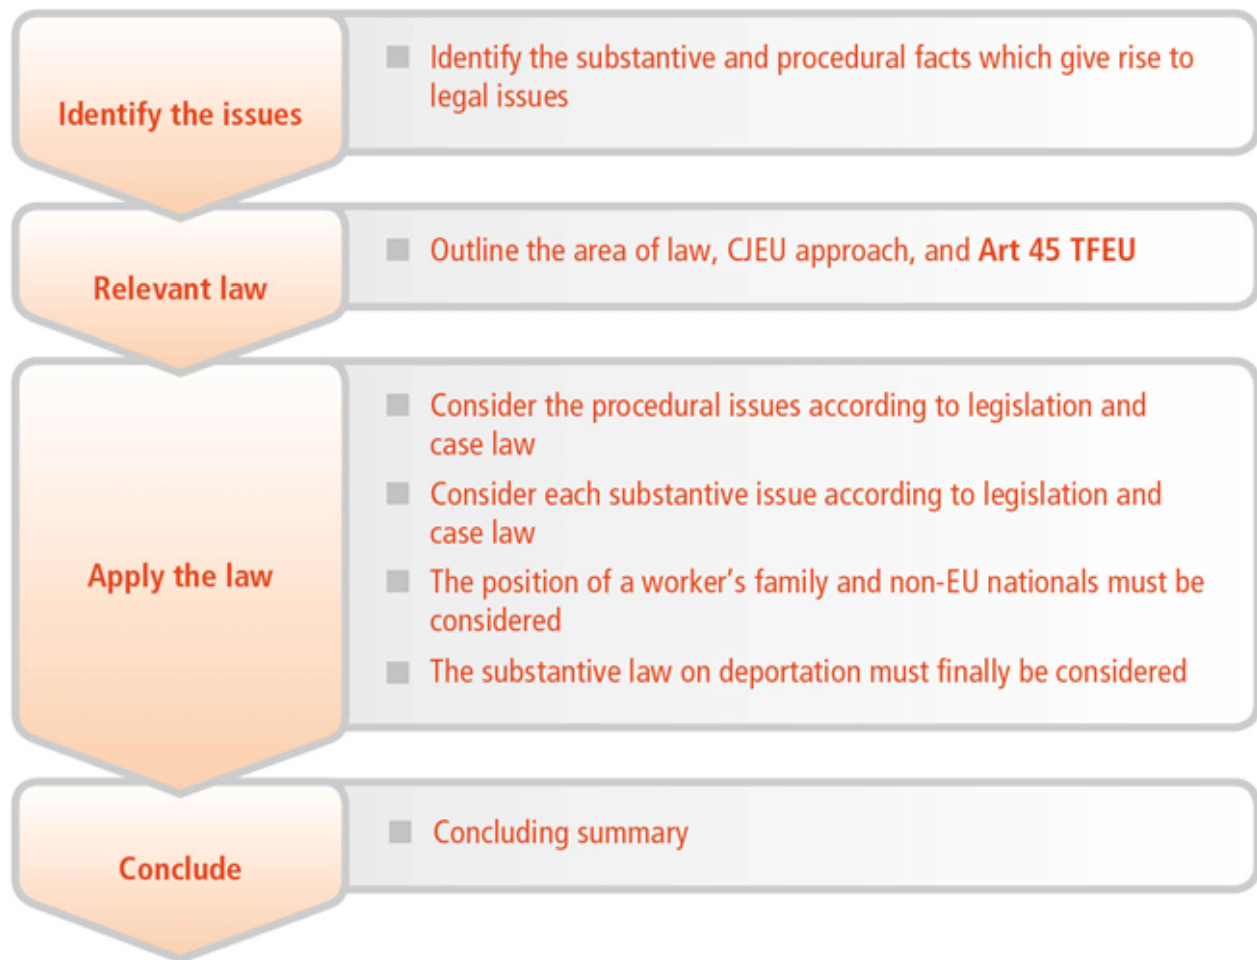 Identify the issues
Identify the substantive and procedural facts which give rise to
legal issues
Relevant law
Outline the area of law, CJEU approach, and Art 45 TFEU
Apply the law
Consider the procedural issues according to legislation and
case law
Consider each substantive issue according to legislation and
case law
The position of a worker's family and non-EU nationals must be
considered
The substantive law on deportation must finally be considered
Conclude
Concluding summary